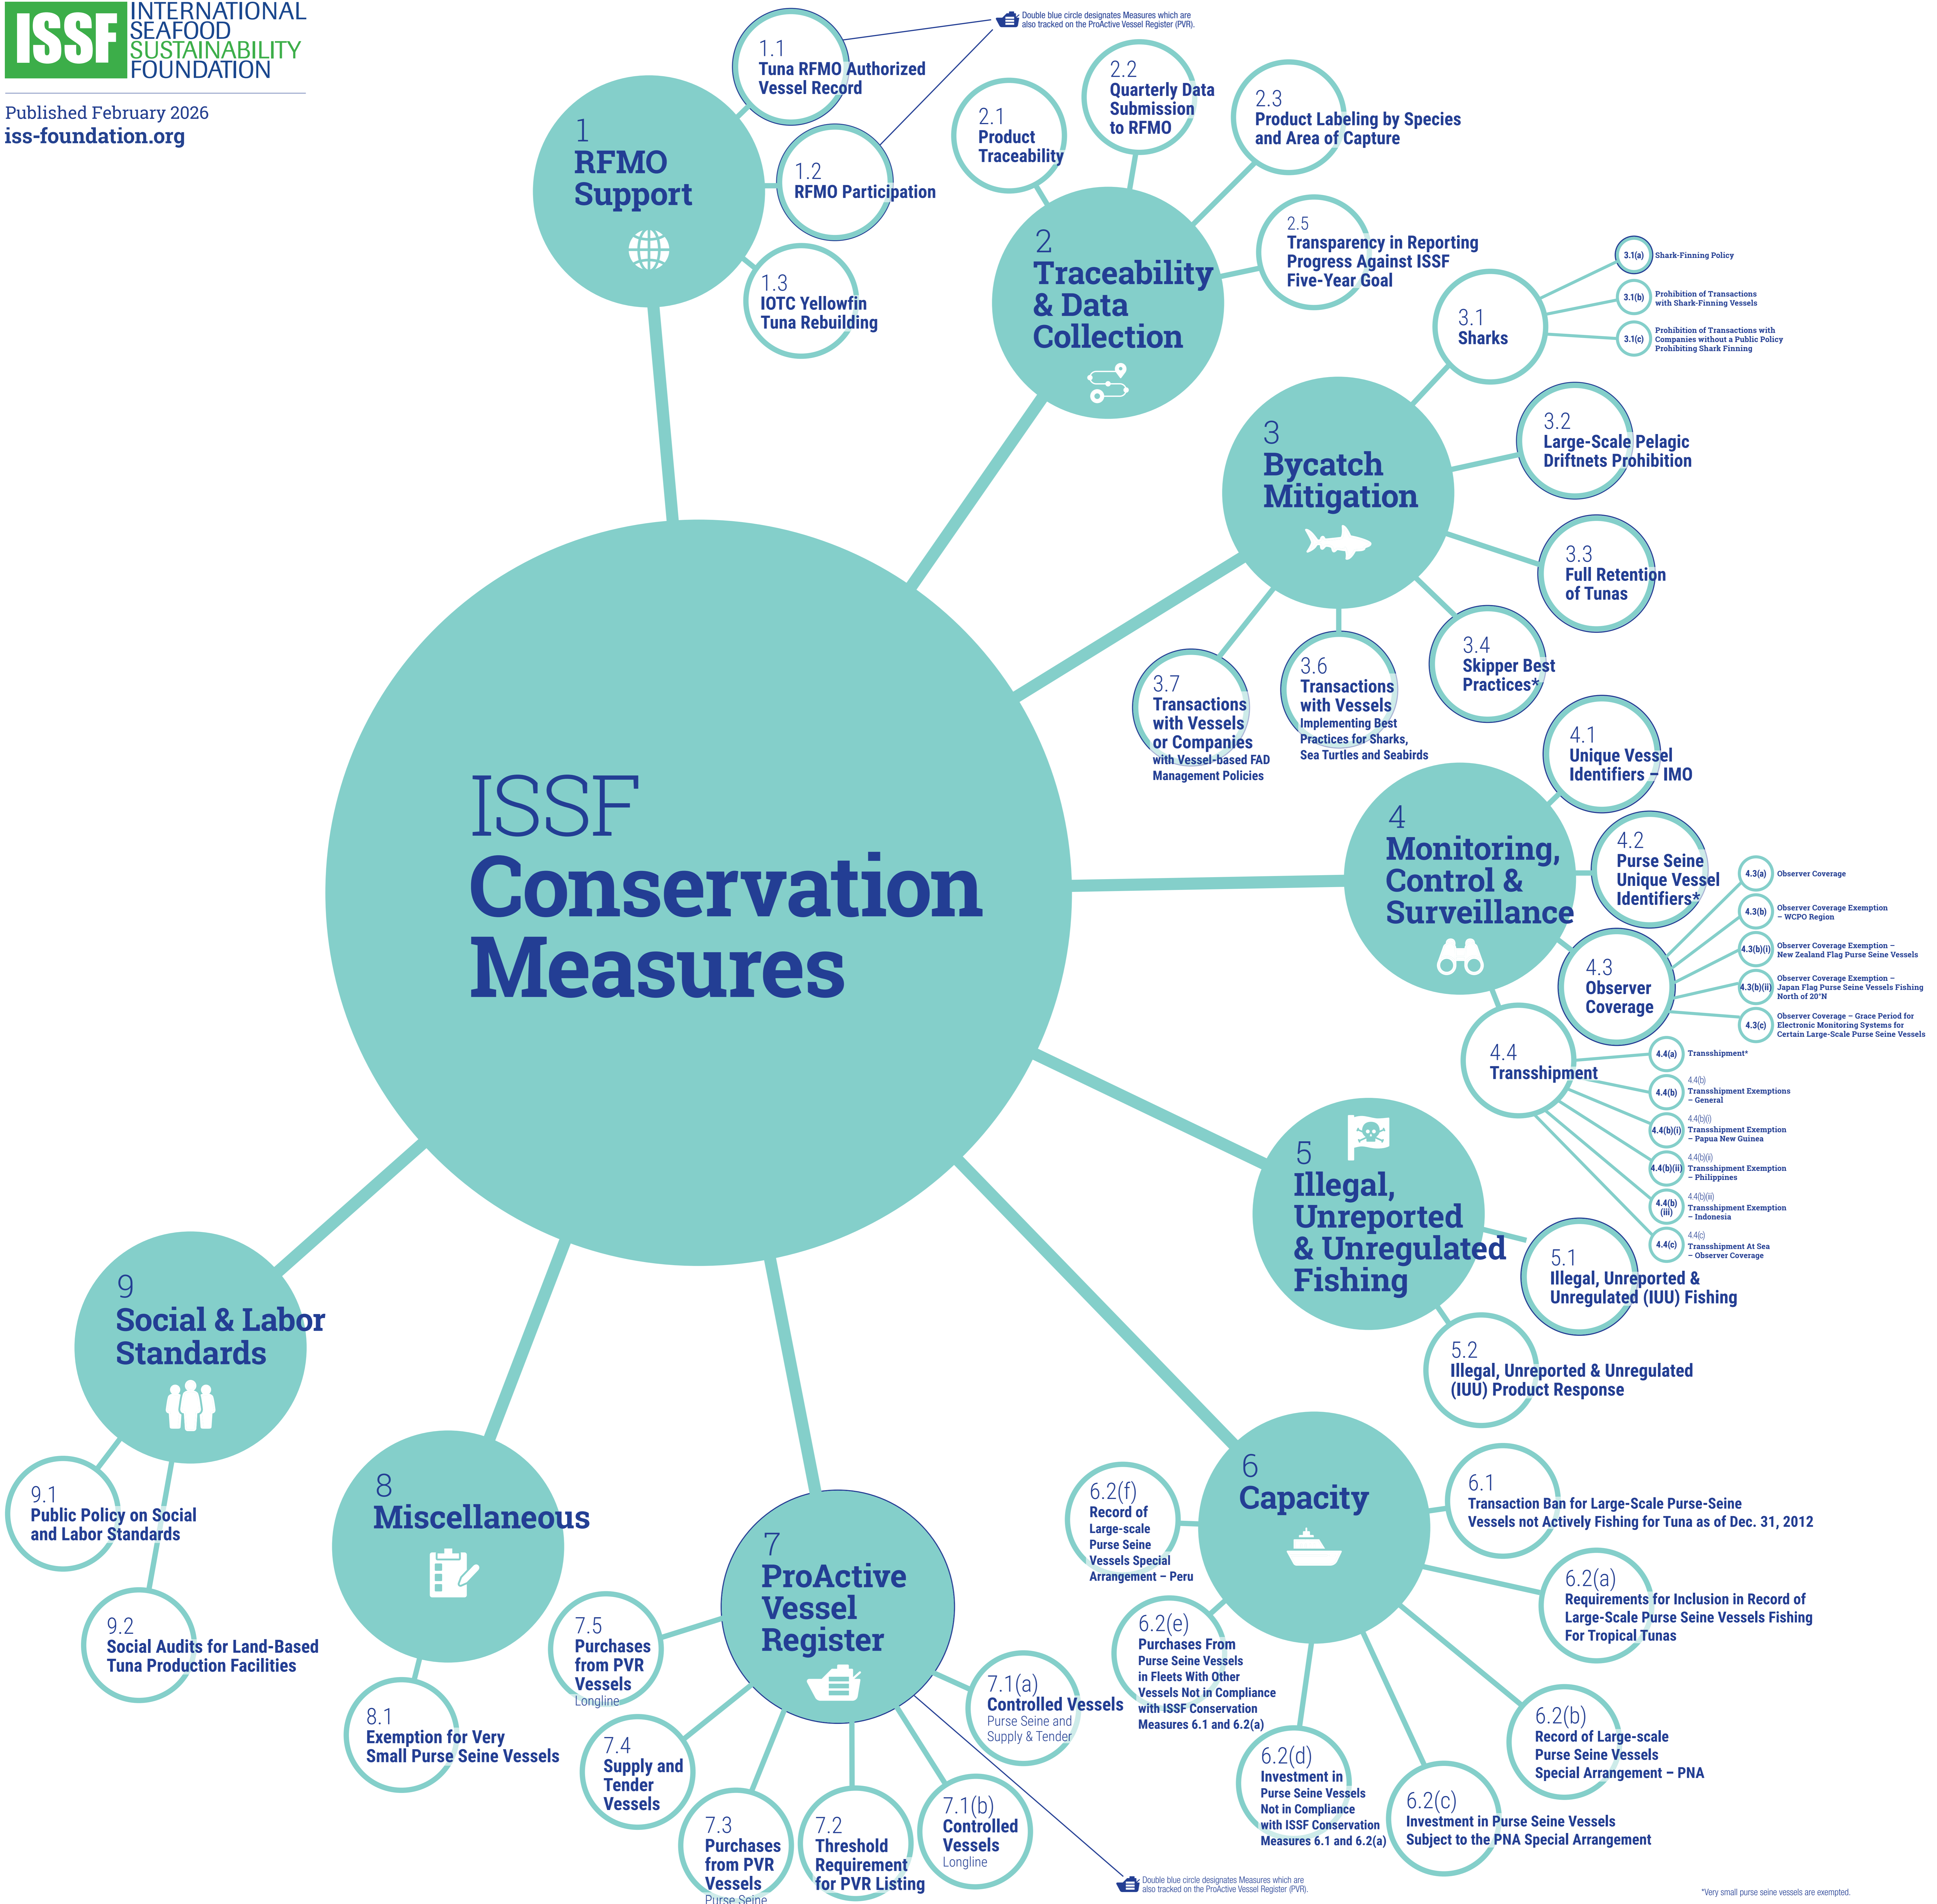 ISSF
INTERNATIONAL
SEAFOOD
SUSTAINABILITY
FOUNDATION
Published February 2026
iss-foundation.org
Double blue circle designates Measures which are
also tracked on the ProActive Vessel Register (PVR).
ISSF
Conservation
Measures
1
RFMO
Support
1.1
Tuna RFMO Authorized
Vessel Record
1.2
RFMO Participation
1.3
IOTC Yellowfin
Tuna Rebuilding
2
Traceability
& Data
Collection
2.1
Product
Traceability
2.2
Quarterly Data
Submission
to RFMO
2.3
Product Labeling by Species
and Area of Capture
2.5
Transparency in Reporting
Progress Against ISSF
Five-Year Goal
3
Bycatch
Mitigation
3.1
Sharks
3.1(a)
Shark-Finning Policy
3.1(b)
Prohibition of Transactions
with Shark-Finning Vessels
3.1(c)
Prohibition of Transactions with
Companies without a Public Policy
Prohibiting Shark Finning
3.2
Large-Scale Pelagic
Driftnets Prohibition
3.3
Full Retention
of Tunas
3.4
Skipper Best
Practices*
3.6
Transactions
with Vessels
Implementing Best
Practices for Sharks,
Sea Turtles and Seabirds
3.7
Transactions
with Vessels
or Companies
with Vessel-based FAD
Management Policies
4
Monitoring,
Control &
Surveillance
4.1
Unique Vessel
Identifiers – IMO
4.2
Purse Seine
Unique Vessel
Identifiers*
4.3
Observer
Coverage
4.3(a)
Observer Coverage
4.3(b)
Observer Coverage Exemption
– WCPO Region
4.3(b)(i)
Observer Coverage Exemption –
New Zealand Flag Purse Seine Vessels
4.3(b)(ii)
Observer Coverage Exemption –
Japan Flag Purse Seine Vessels Fishing
North of 20°N
4.3(c)
Observer Coverage – Grace Period for
Electronic Monitoring Systems for
Certain Large-Scale Purse Seine Vessels
4.4
Transshipment
4.4(a)
Transshipment*
4.4(b)
4.4(b)
Transshipment Exemptions
– General
4.4(b)(i)
4.4(b)(i)
Transshipment Exemption
– Papua New Guinea
4.4(b)(ii)
4.4(b)(ii)
Transshipment Exemption
– Philippines
4.4(b)
(iii)
4.4(b)(iii)
Transshipment Exemption
– Indonesia
4.4(c)
4.4(c)
Transshipment At Sea
– Observer Coverage
5
Illegal,
Unreported
& Unregulated
Fishing
5.1
Illegal, Unreported &
Unregulated (IUU) Fishing
5.2
Illegal, Unreported & Unregulated
(IUU) Product Response
6
Capacity
6.1
Transaction Ban for Large-Scale Purse-Seine
Vessels not Actively Fishing for Tuna as of Dec. 31, 2012
6.2(a)
Requirements for Inclusion in Record of
Large-Scale Purse Seine Vessels Fishing
For Tropical Tunas
6.2(b)
Record of Large-scale
Purse Seine Vessels
Special Arrangement – PNA
6.2(c)
Investment in Purse Seine Vessels
Subject to the PNA Special Arrangement
6.2(d)
Investment in
Purse Seine Vessels
Not in Compliance
with ISSF Conservation
Measures 6.1 and 6.2(a)
6.2(e)
Purchases From
Purse Seine Vessels
in Fleets With Other
Vessels Not in Compliance
with ISSF Conservation
Measures 6.1 and 6.2(a)
6.2(f)
Record of
Large-scale
Purse Seine
Vessels Special
Arrangement – Peru
7
ProActive
Vessel
Register
7.1(a)
Controlled Vessels
Purse Seine and
Supply & Tender
7.1(b)
Controlled
Vessels
Longline
7.2
Threshold
Requirement
for PVR Listing
7.3
Purchases
from PVR
Vessels
Purse Seine
7.4
Supply and
Tender
Vessels
7.5
Purchases
from PVR
Vessels
Longline
8
Miscellaneous
8.1
Exemption for Very
Small Purse Seine Vessels
9
Social & Labor
Standards
9.1
Public Policy on Social
and Labor Standards
9.2
Social Audits for Land-Based
Tuna Production Facilities
Double blue circle designates Measures which are
also tracked on the ProActive Vessel Register (PVR).
*Very small purse seine vessels are exempted.